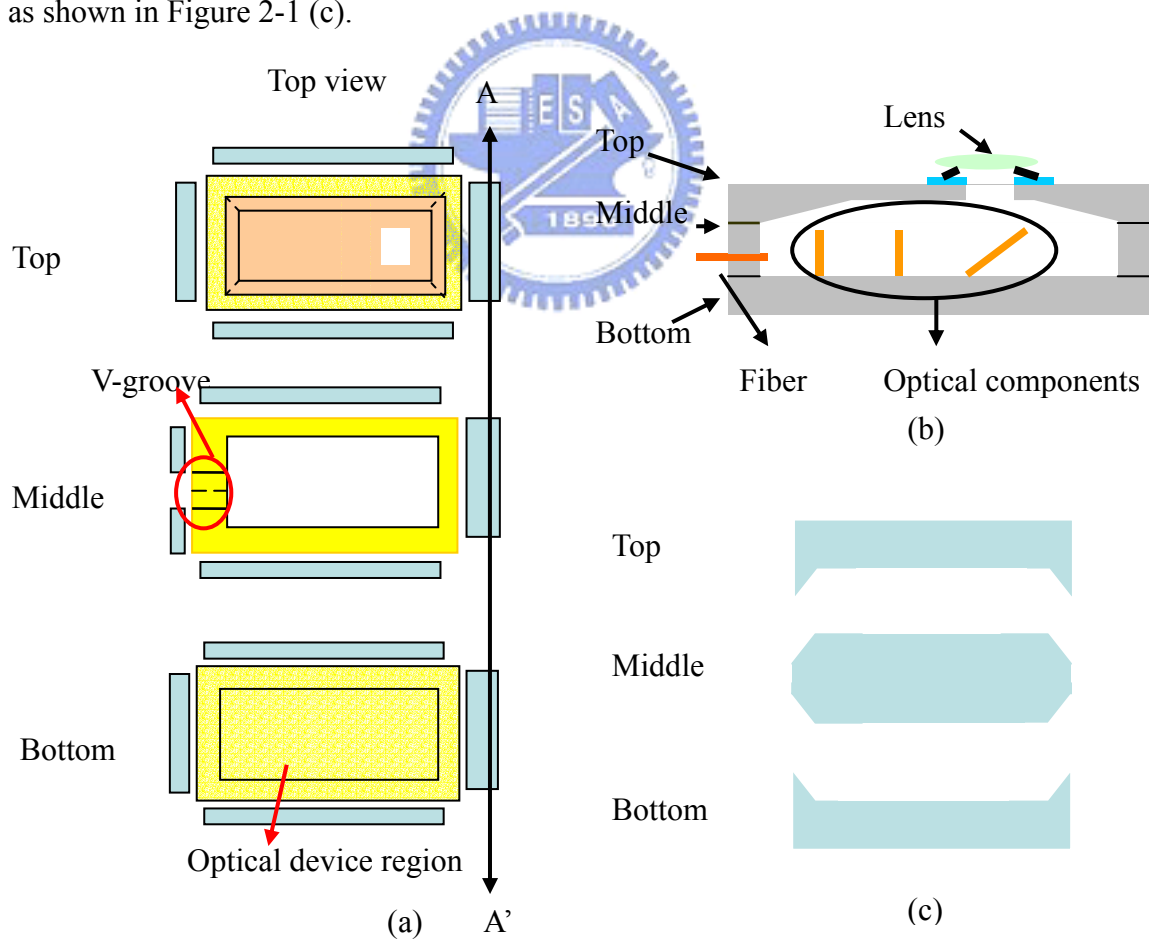 as shown in Figure 2-1 (c).
Top view
A
Top
V-groove
Middle
Bottom
Optical device region
(a)
A’
E S A
1896
Lens
Top
Middle
Bottom
Fiber
Optical components
(b)
Top
Middle
Bottom
(c)